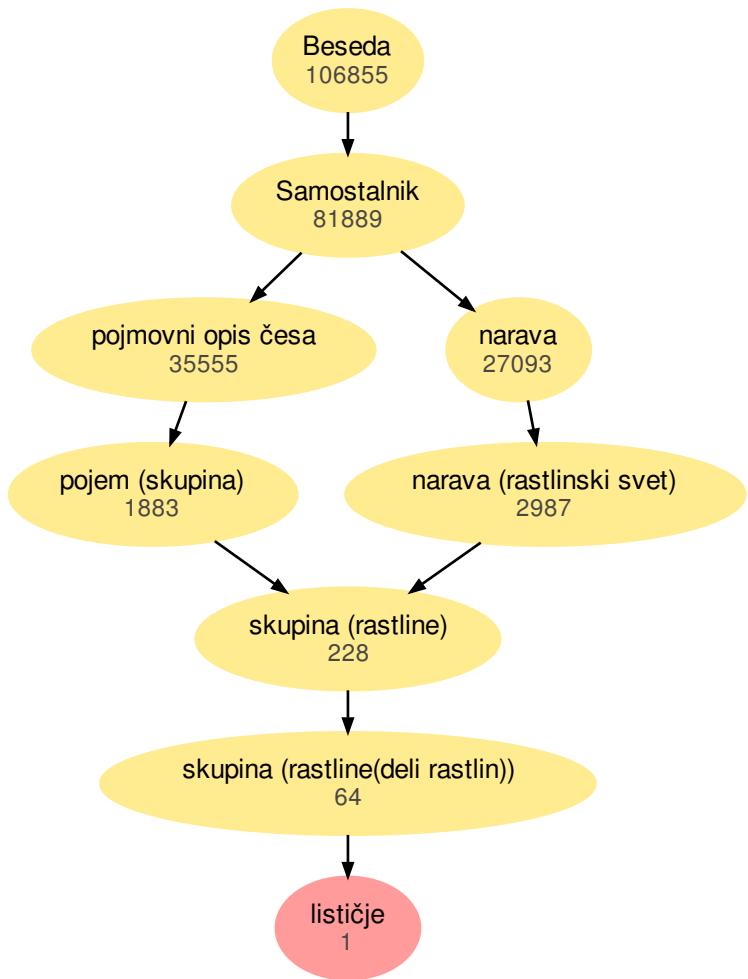 Beseda
106855
Samostalnik
81889
pojmovni opis česa
35555
narava
27093
pojem (skupina)
1883
narava (rastlinski svet)
2987
skupina (rastline)
228
skupina (rastline(deli rastlin))
64
lističje
1